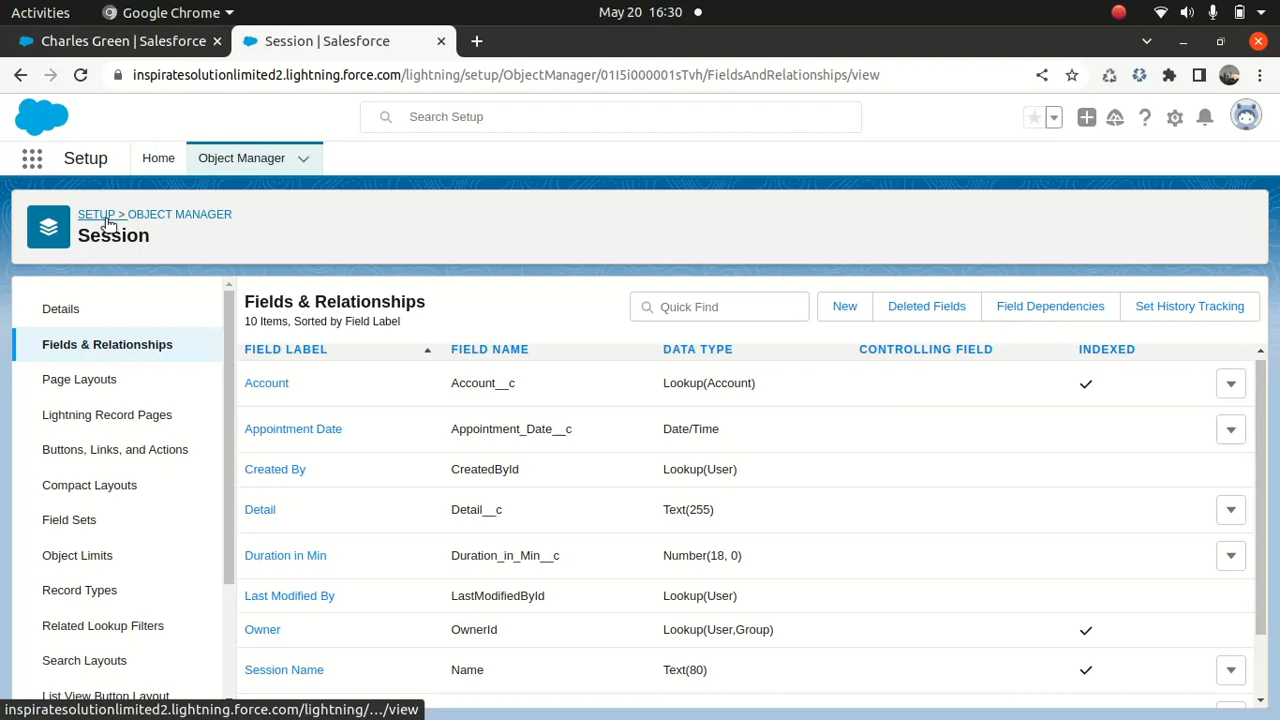 Activities Google Chrome May 20 16:30
Charles Green | Salesforce Session | Salesforce
inspiratesolutionlimited2.lightning.force.com/lightning/setup/ObjectManager/01I5i000001sTvh/FieldsAndRelationships/view
Search Setup
Setup Home Object Manager
SETUP > OBJECT MANAGER
Session
Details
Fields & Relationships
Page Layouts
Lightning Record Pages
Buttons, Links, and Actions
Compact Layouts
Field Sets
Object Limits
Record Types
Related Lookup Filters
Search Layouts
List View Button Layout
Fields & Relationships
10 Items, Sorted by Field Label
Quick Find New Deleted Fields Field Dependencies Set History Tracking
FIELD LABEL FIELD NAME DATA TYPE CONTROLLING FIELD INDEXED
Account Account__c Lookup(Account)
Appointment Date Appointment_Date__c Date/Time
Created By CreatedById Lookup(User)
Detail Detail__c Text(255)
Duration in Min Duration_in_Min__c Number(18, 0)
Last Modified By LastModifiedById Lookup(User)
Owner OwnerId Lookup(User,Group)
Session Name Name Text(80)
inspiratesolutionlimited2.lightning.force.com/lightning/…/view